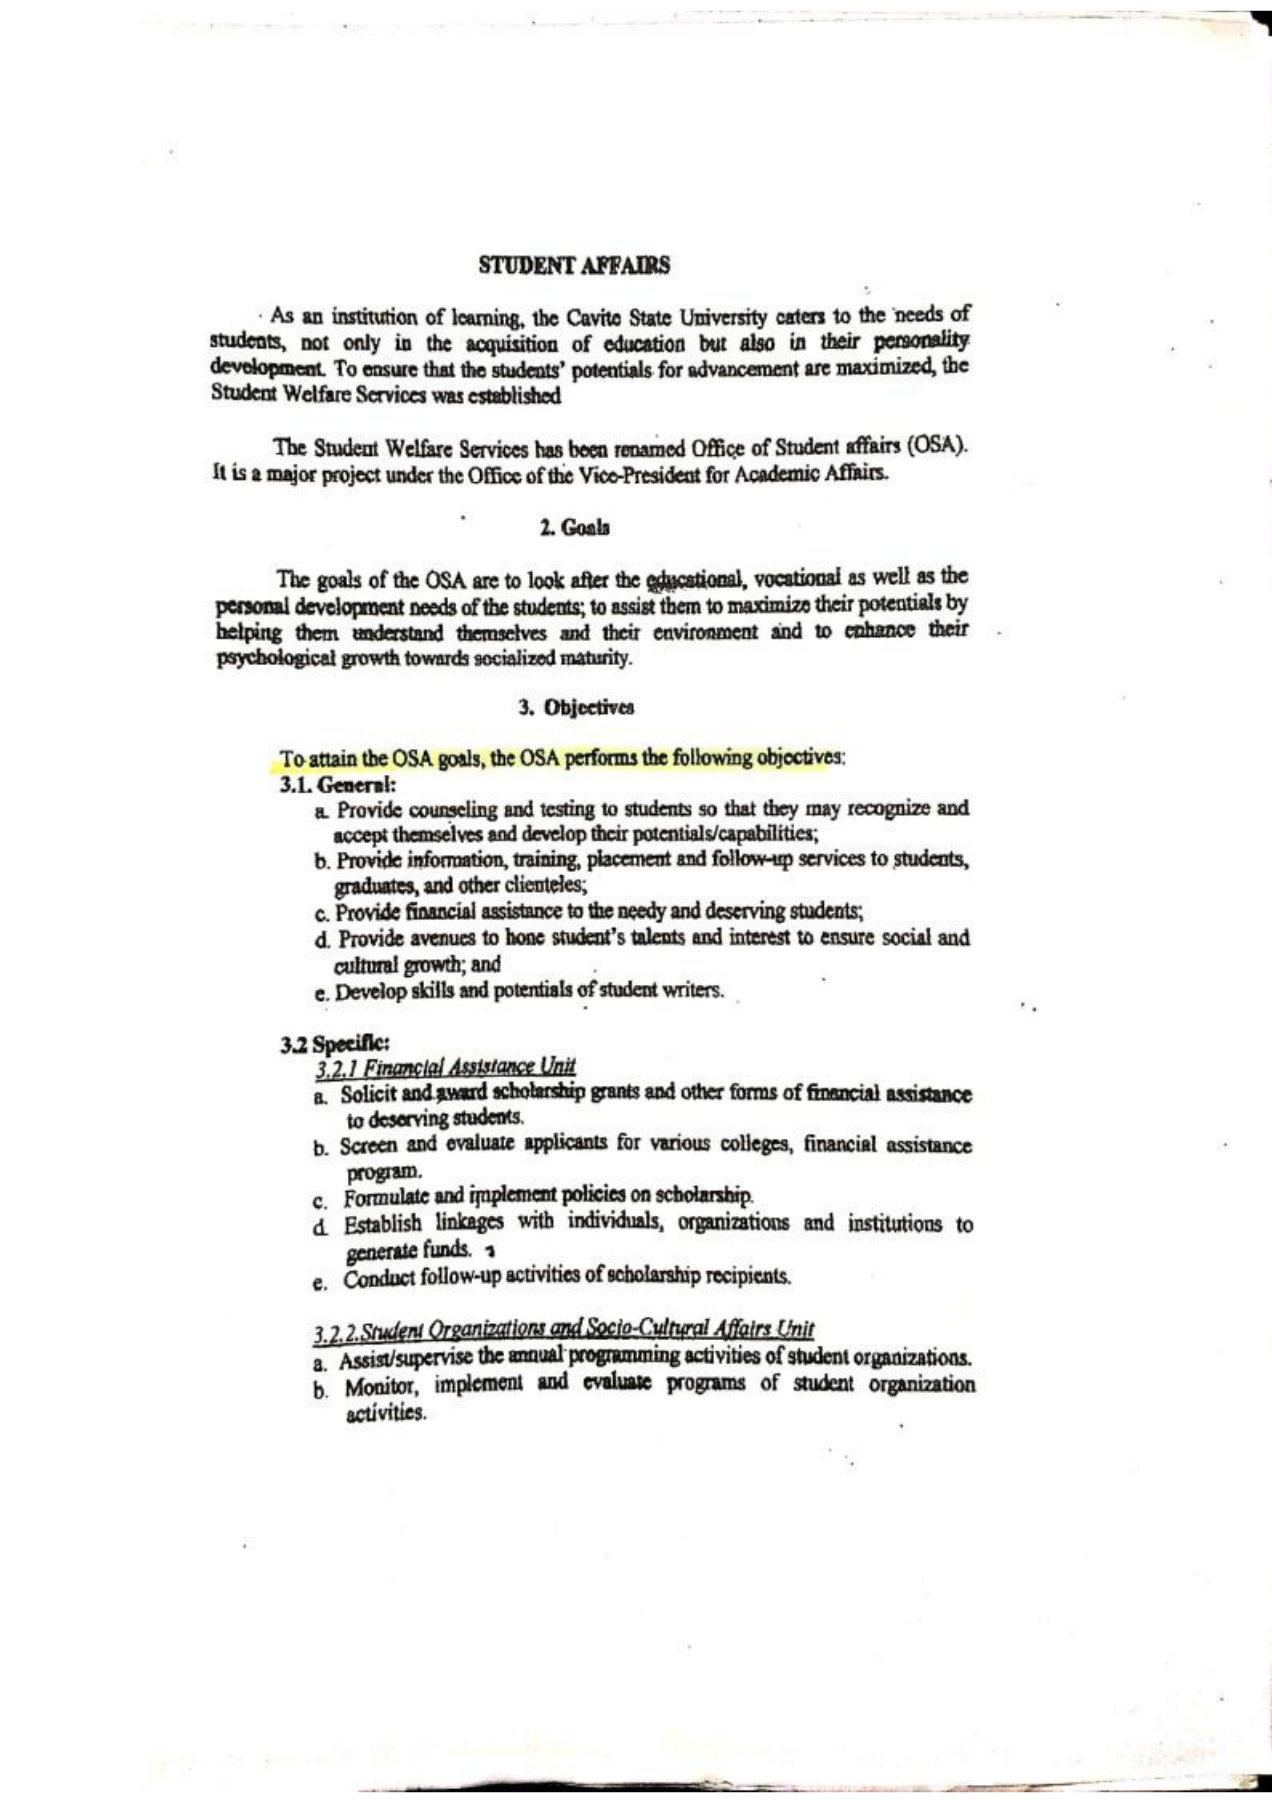 STUDENT AFFAIRS
As an institution of learning, the Cavite State University caters to the needs of
students, not only in the acquisition of education but also in their personality
development. To ensure that the students' potentials for advancement are maximized, the
Student Welfare Services was established
The Student Welfare Services has been renamed Office of Student affairs (OSA).
It is a major project under the Office of the Vice-President for Academic Affairs.
2. Goals
The goals of the OSA are to look after the educational, vocational as well as the
personal development needs of the students; to assist them to maximize their potentials by
helping them understand themselves and their environment and to enhance their
psychological growth towards socialized maturity.
3. Objectives
To attain the OSA goals, the OSA performs the following objectives:
3.1. General:
a. Provide counseling and testing to students so that they may recognize and
accept themselves and develop their potentials/capabilities;
b. Provide information, training, placement and follow-up services to students,
graduates, and other clienteles;
c. Provide financial assistance to the needy and deserving students;
d. Provide avenues to hone student's talents and interest to ensure social and
cultural growth; and
e. Develop skills and potentials of student writers.
3.2 Specific:
3.2.1 Financial Assistance Unit
a. Solicit and award scholarship grants and other forms of financial assistance
to deserving students.
b. Screen and evaluate applicants for various colleges, financial assistance
program.
c. Formulate and implement policies on scholarship.
d. Establish linkages with individuals, organizations and institutions to
generate funds.
e. Conduct follow-up activities of scholarship recipients.
3.2.2.Student Organizations and Socio-Cultural Affairs Unit
a. Assist/supervise the annual programming activities of student organizations.
b. Monitor, implement and evaluate programs of student organization
activities.